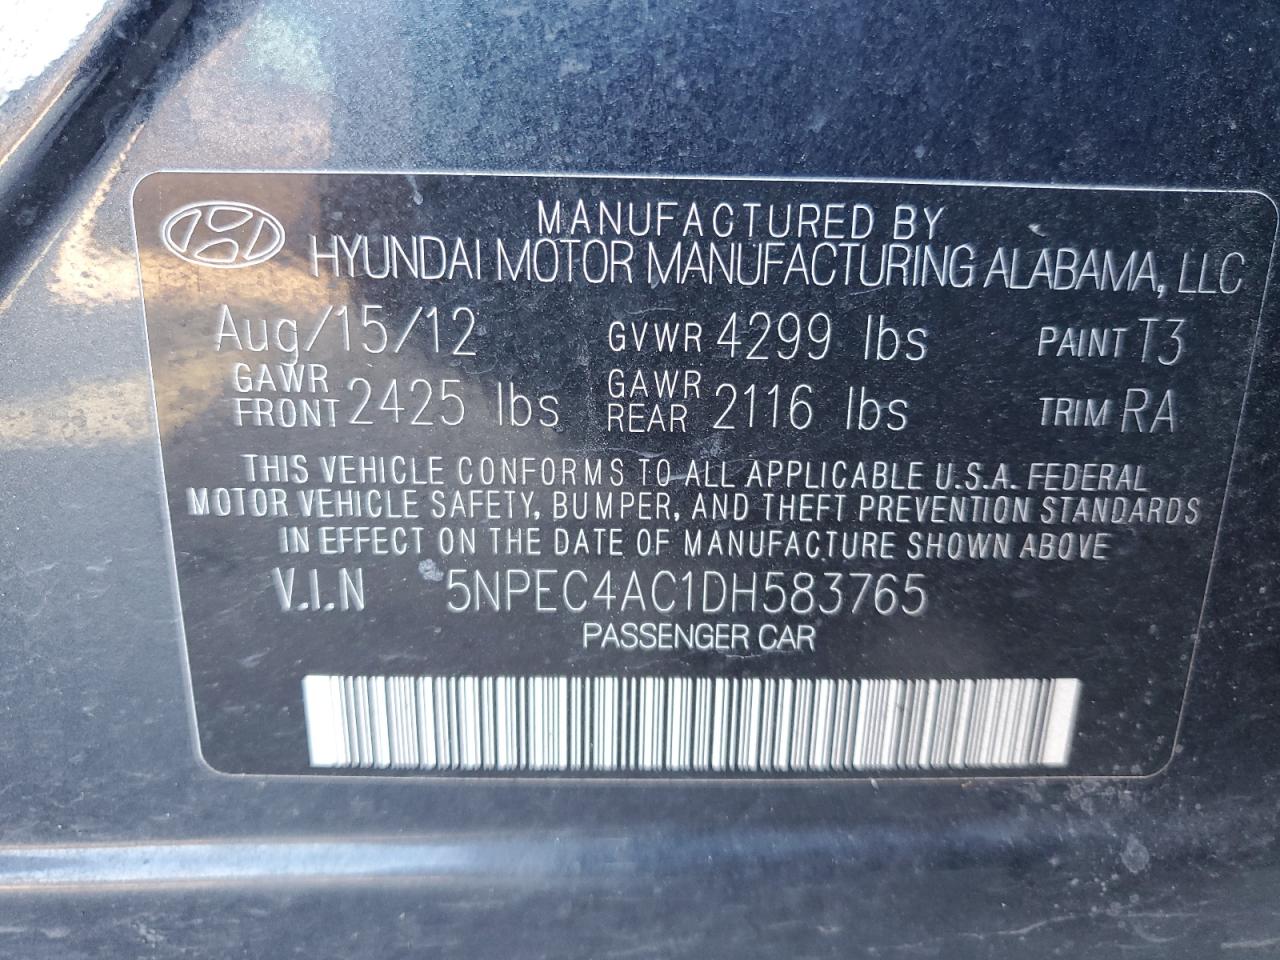 MANUFACTURED BY
HYUNDAI MOTOR MANUFACTURING ALABAMA, LLC
Aug/15/12 GVWR 4299 lbs PAINT T3
GAWR FRONT 2425 lbs GAWR REAR 2116 lbs TRIM RA
THIS VEHICLE CONFORMS TO ALL APPLICABLE U.S.A. FEDERAL
MOTOR VEHICLE SAFETY, BUMPER, AND THEFT PREVENTION STANDARDS
IN EFFECT ON THE DATE OF MANUFACTURE SHOWN ABOVE
V.I.N 5NPEC4AC1DH583765
PASSENGER CAR